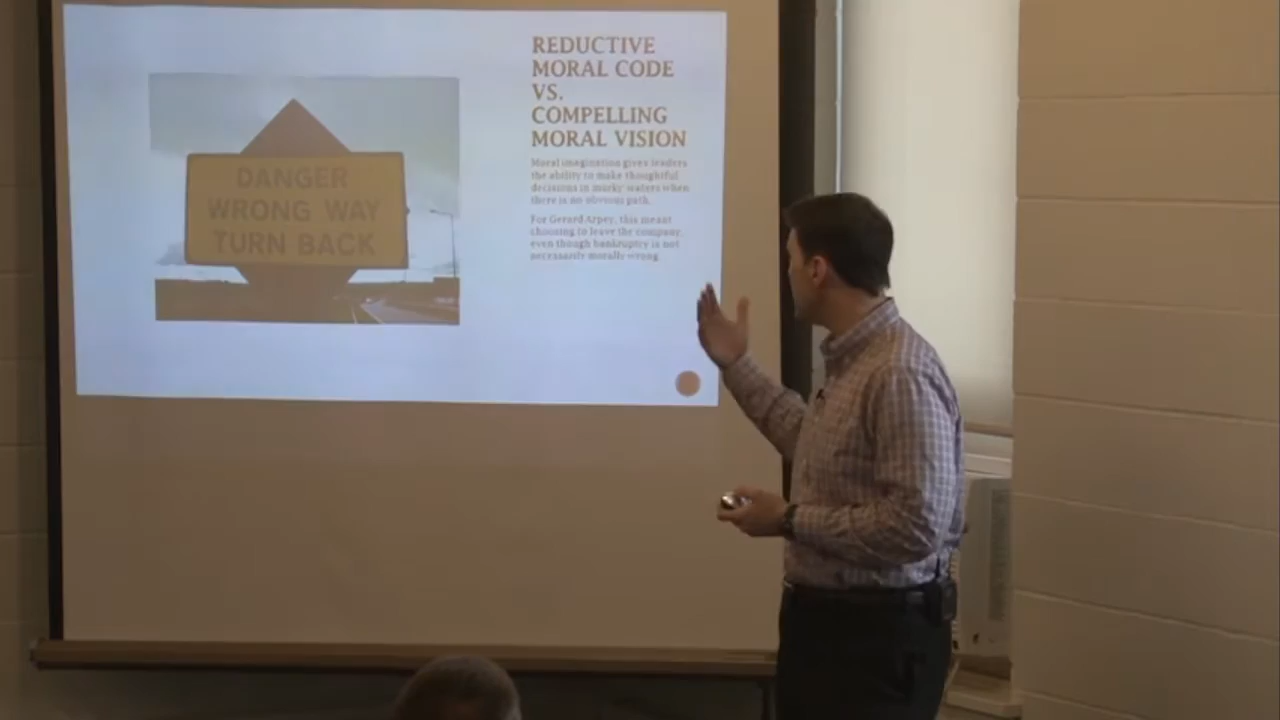 DANGER
WRONG WAY
TURN BACK
REDUCTIVE
MORAL CODE
VS.
COMPELLING
MORAL VISION
Moral imagination gives leaders
the ability to make thoughtful
decisions in murky waters when
there is no obvious path.
For Gerard Arpey, this meant
choosing to leave the company,
even though bankruptcy is not
necessarily morally wrong.